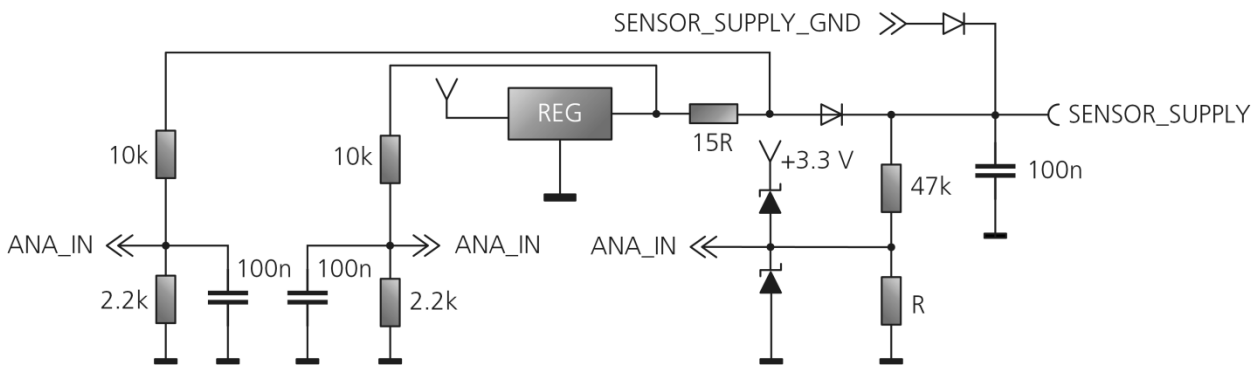 SENSOR_SUPPLY_GND
REG
SENSOR_SUPPLY
15R
10k
10k
+3.3 V
47k
100n
ANA_IN
ANA_IN
ANA_IN
100n
100n
2.2k
2.2k
R